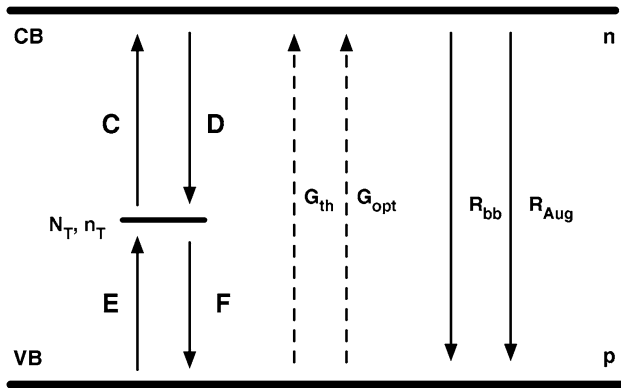 CB n
C D
G_th G_opt R_bb R_Aug
N_T, n_T
E F
VB p